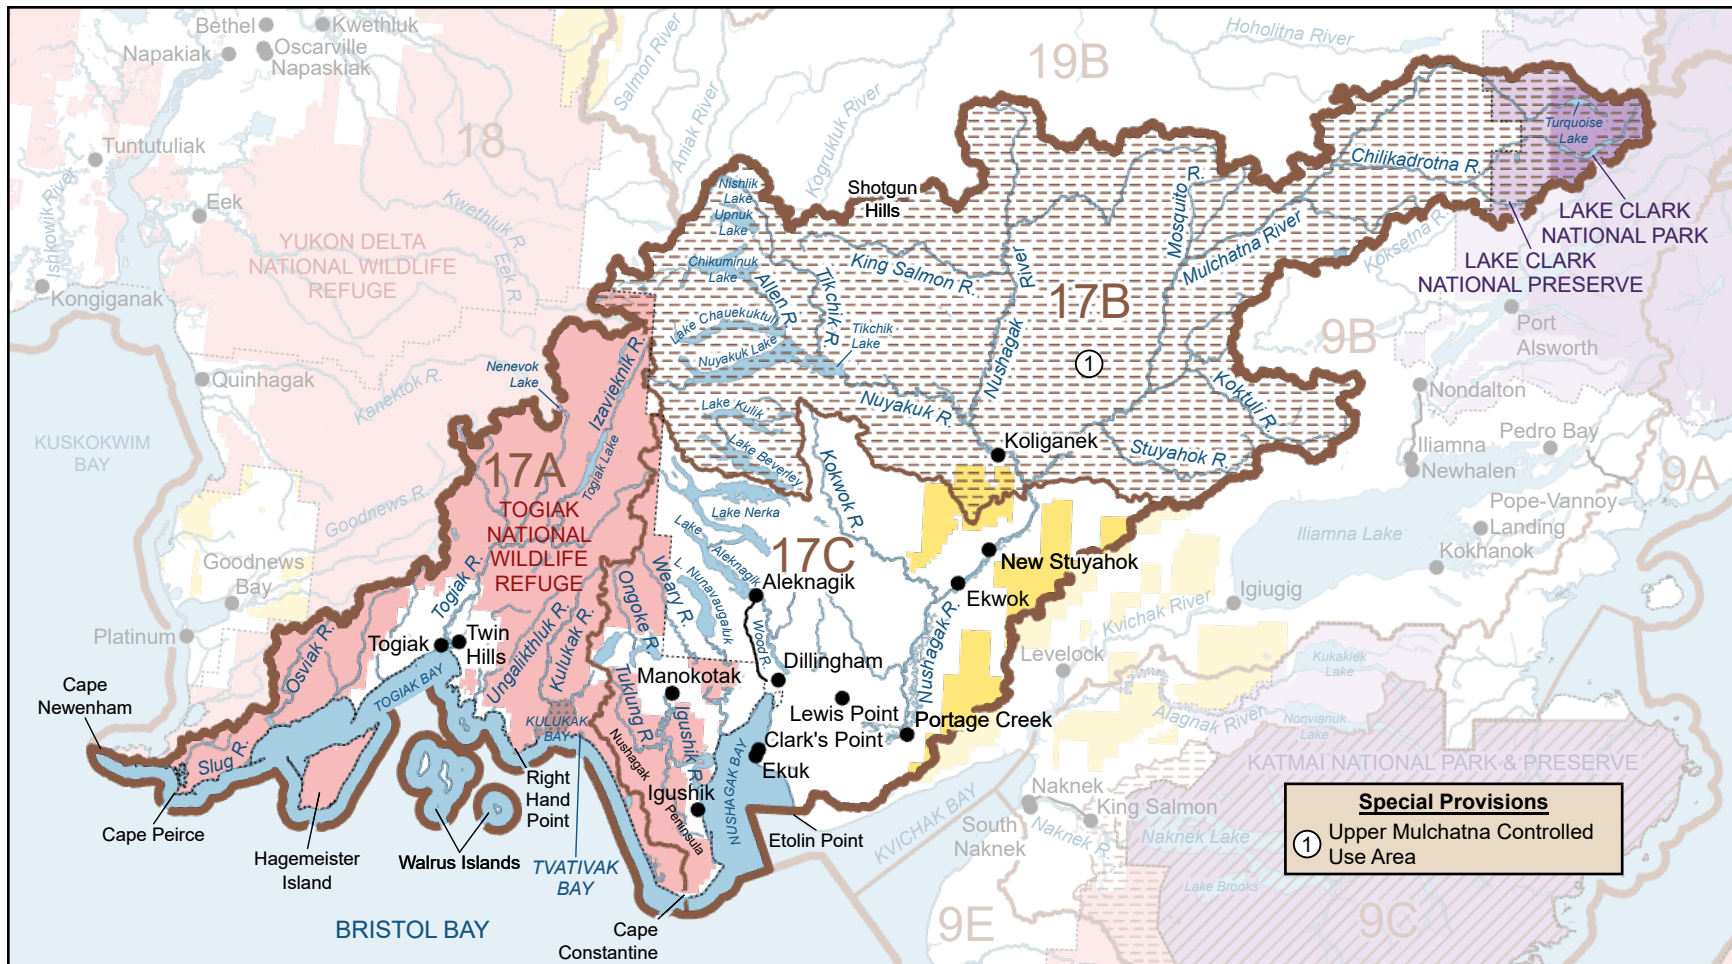 Bethel
Kwethluk
Oscarville
Napakiak
Napaskiak
Salmon River
Hoholitna River
19B
Aniak River
Kogrukluk River
18
Tuntutuliak
Ishkowik River
Eek
Kwethluk R.
Eek R.
YUKON DELTA
NATIONAL WILDLIFE
REFUGE
Kongiganak
Nishlik
Lake
Upnuk
Lake
Shotgun
Hills
Chikuminuk
Lake
Allen R.
Tikchik R.
King Salmon R.
Nushagak
River
17B
1
Mosquito R.
Mulchatna River
Chilikadrotna R.
Turquoise
Lake
LAKE CLARK
NATIONAL PARK
LAKE CLARK
NATIONAL PRESERVE
Koksetna R.
9B
Port
Alsworth
Lake Chauekuktuli
Nuyakuk Lake
Tikchik
Lake
Nuyakuk R.
Koktuli R.
Stuyahok R.
Koliganek
Lake Kulik
Lake Beverley
Kokwok R.
Nondalton
Pedro Bay
Iliamna
Newhalen
9A
Pope-Vannoy
Landing
Kokhanok
Iliamna Lake
Igiugig
Kvichak River
Levelock
Quinhagak
Kanektok R.
KUSKOKWIM
BAY
Nenevok
Lake
Izavieknik R.
Togiak Lake
17A
TOGIAK
NATIONAL
WILDLIFE
REFUGE
Goodnews R.
Goodnews
Bay
Platinum
Lake Nerka
Lake
Aleknagik
L. Nunavaugaluk
17C
Aleknagik
Wood R.
New Stuyahok
Ekwok
Nushagak R.
Togiak R.
Togiak
Twin
Hills
Osviak R.
Ungalikthluk R.
Kulukak R.
Ongoke R.
Weary R.
Dillingham
Manokotak
Tuklung R.
Igushik R.
Lewis Point
Clark's Point
Portage Creek
Ekuk
Cape
Newenham
TOGIAK BAY
KULUKAK
BAY
Slug R.
Nushagak
Peninsula
Igushik
NUSHAGAK BAY
Cape Peirce
Hagemeister
Island
Walrus Islands
Right
Hand
Point
TVATIVAK
BAY
Etolin Point
Cape
Constantine
BRISTOL BAY
KVICHAK BAY
Alagnak River
Kukaklek
Lake
Nonvianuk
Lake
KATMAI NATIONAL PARK & PRESERVE
Naknek
King Salmon
South
Naknek
Naknek R.
Naknek Lake
Lake Brooks
9E
9C
Special Provisions
1 Upper Mulchatna Controlled
Use Area